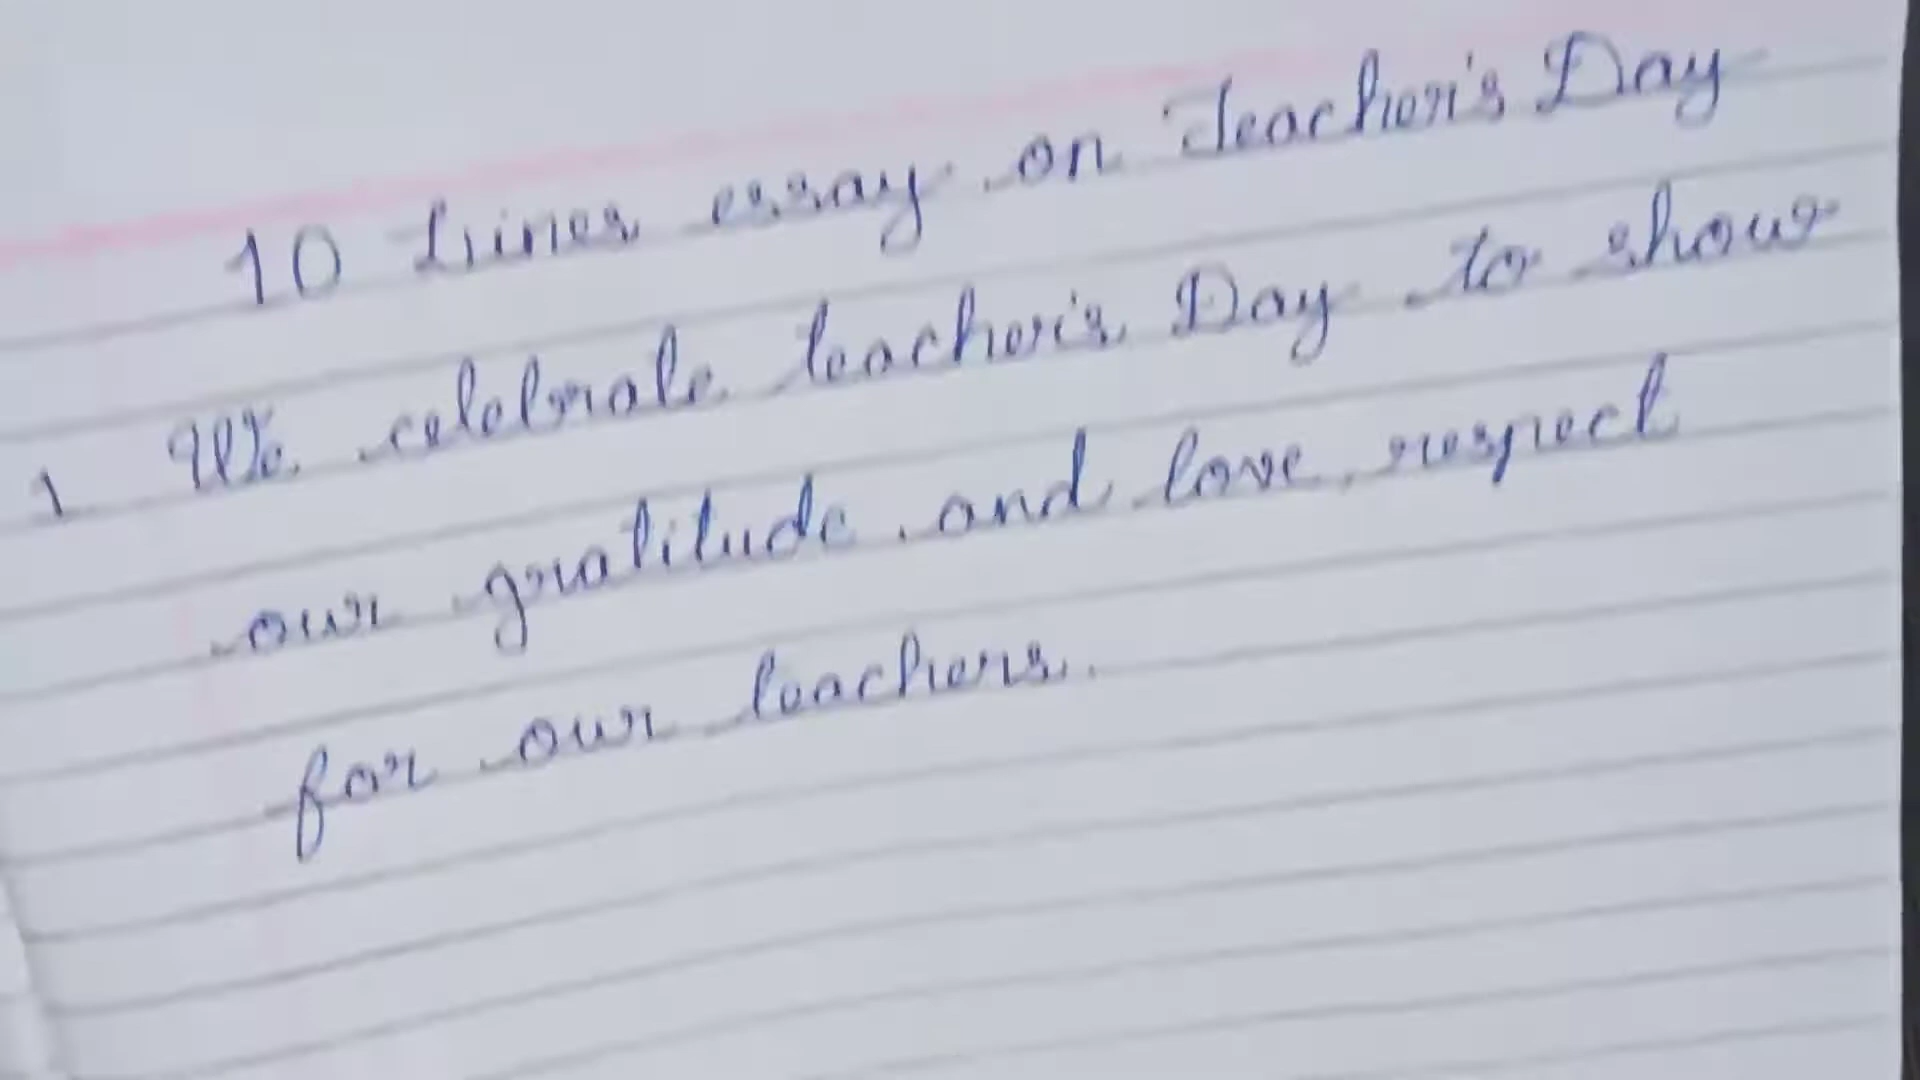 10 Lines essay on Teacher's Day
1 We celebrate teacher's Day to show
our gratitude and love, respect
for our teachers.